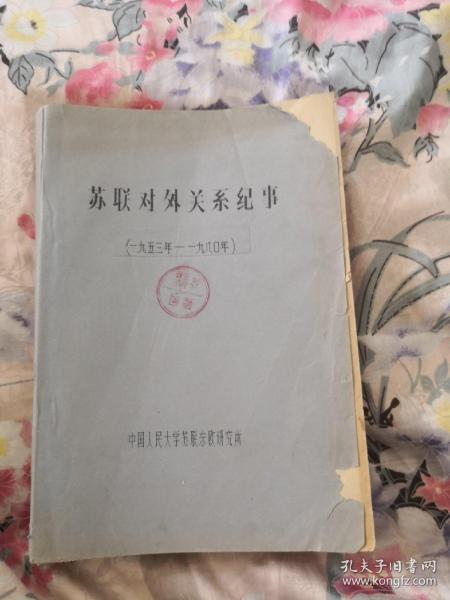 苏联对外关系纪事
(一九五三年——一九八〇年)
中国人民大学苏联东欧研究所
孔夫子旧书网
www.kongfz.com